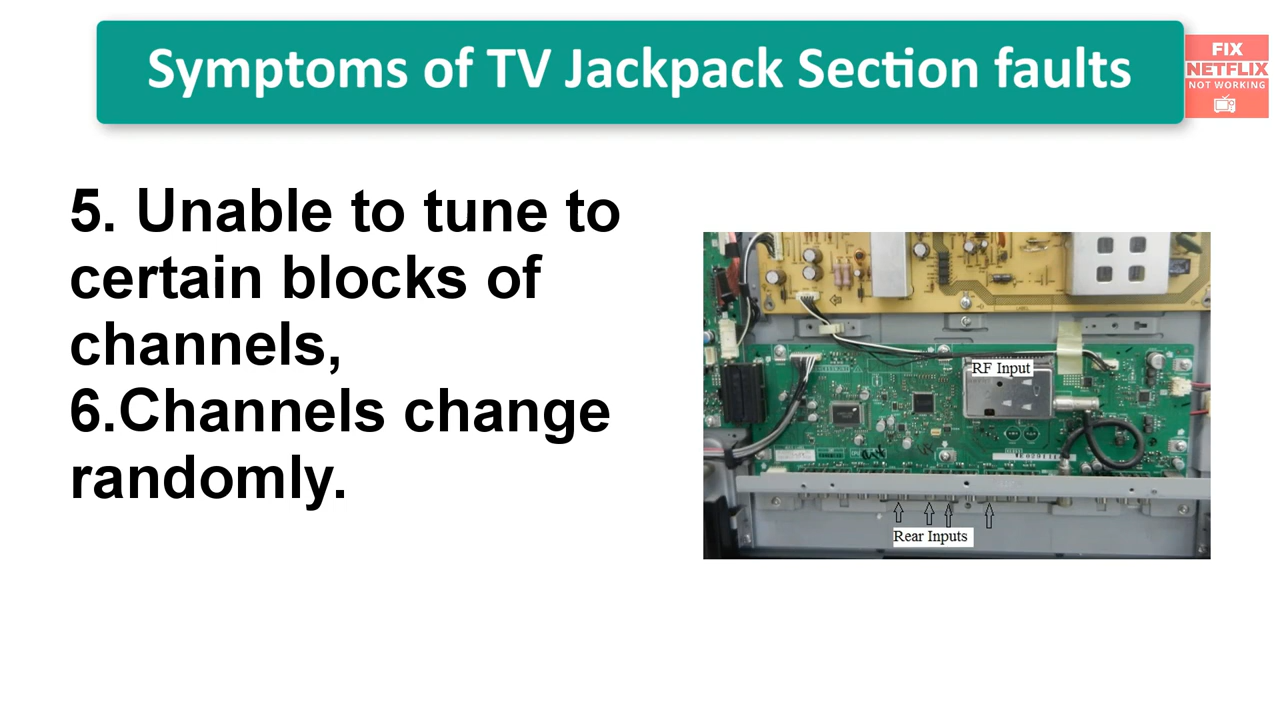 Symptoms of TV Jackpack Section faults
FIX
NETFLIX
NOT WORKING
5. Unable to tune to
certain blocks of
channels,
6.Channels change
randomly.
RF Input
Rear Inputs